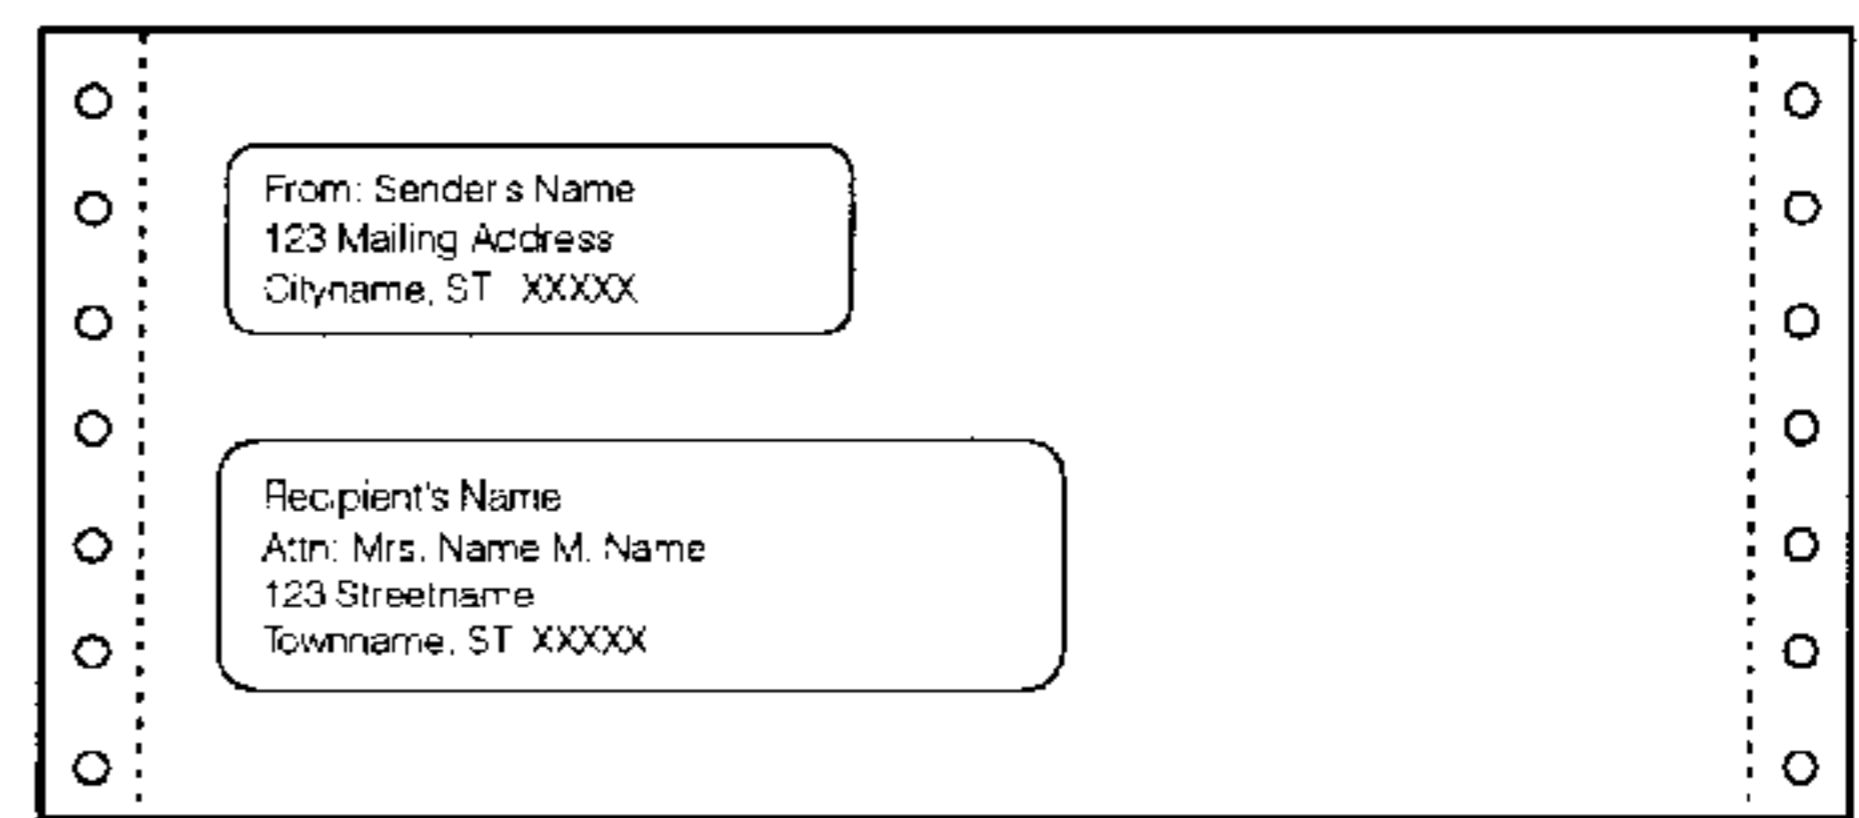 From: Sender's Name
123 Mailing Address
Cityname, ST XXXXX
Recipient's Name
Attn: Mrs. Name M. Name
123 Streetname
Townname, ST XXXXX